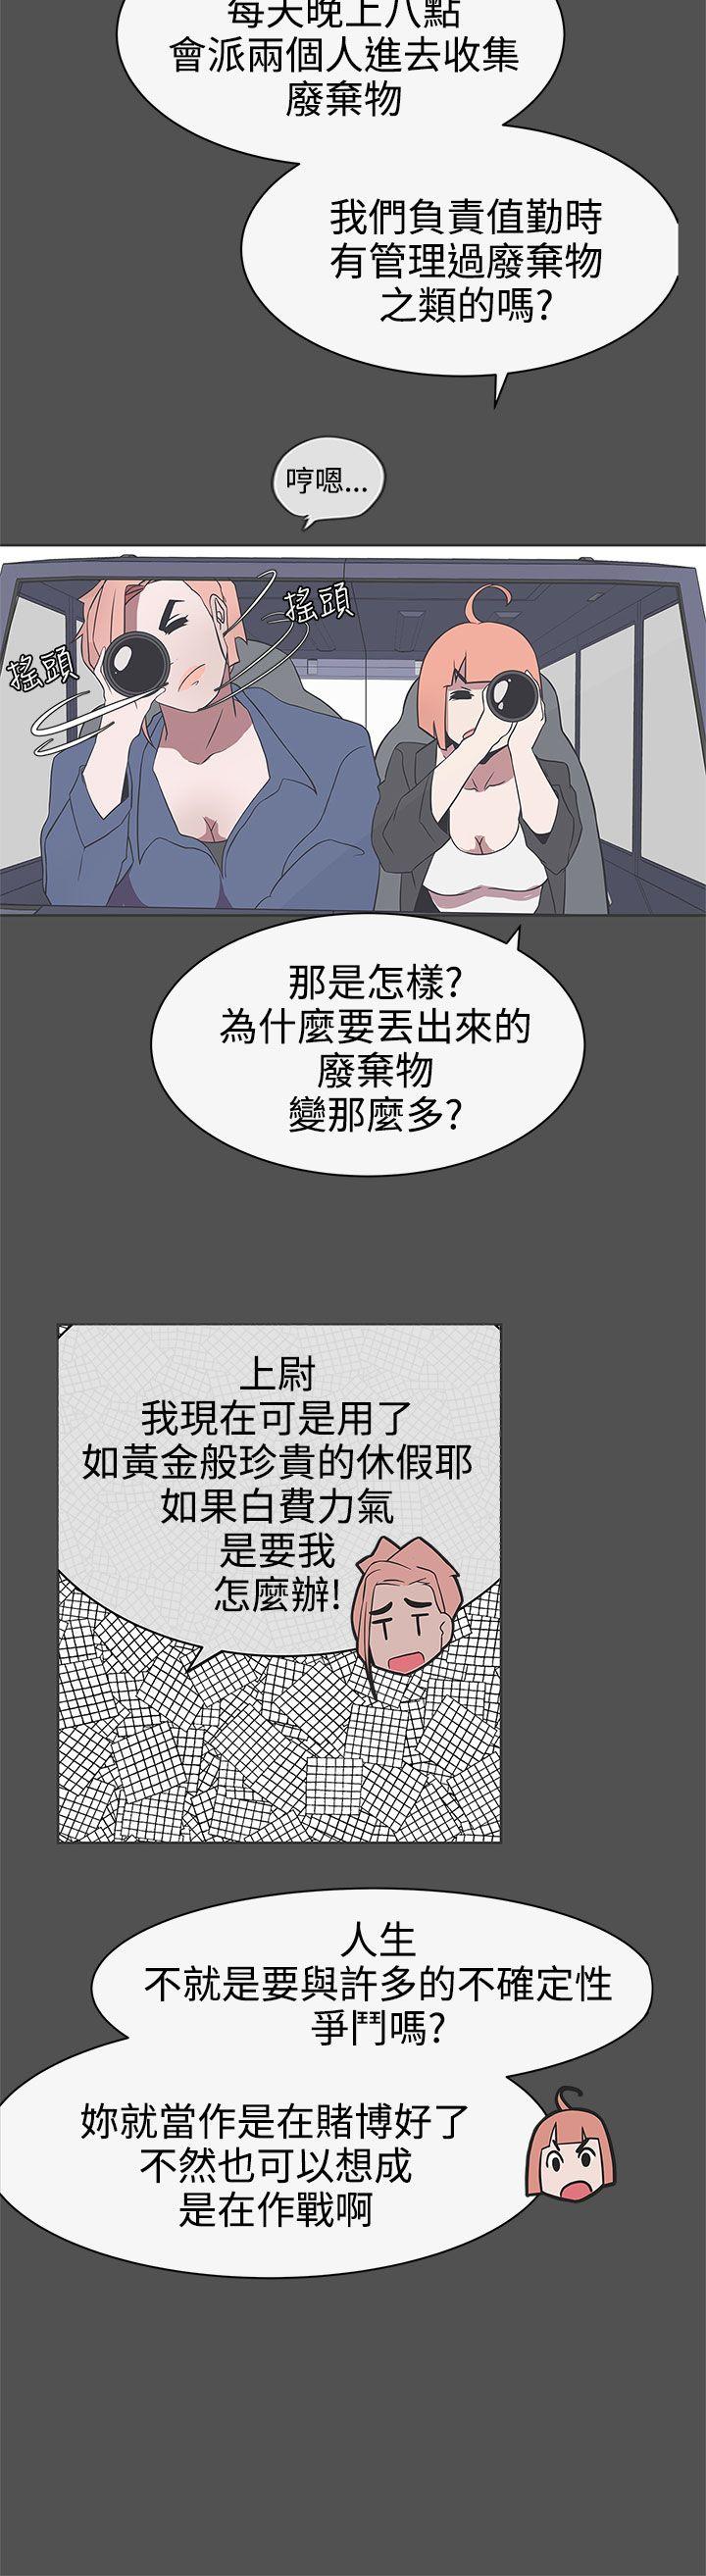 每天晚上八點
會派兩個人進去收集
廢棄物
我們負責值勤時
有管理過廢棄物
之類的嗎?
哼嗯...
搖頭
搖頭
那是怎樣?
為什麼要丟出來的
廢棄物
變那麼多?
上尉
我現在可是用了
如黃金般珍貴的休假耶
如果白費力氣
是要我
怎麼辦!
人生
不就是要與許多的不確定性
爭鬥嗎?
妳就當作是在賭博好了
不然也可以想成
是在作戰啊